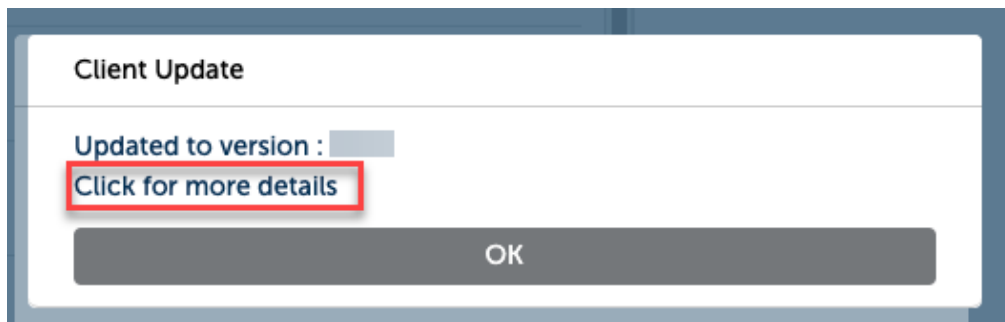 Client Update
Updated to version :
Click for more details
OK